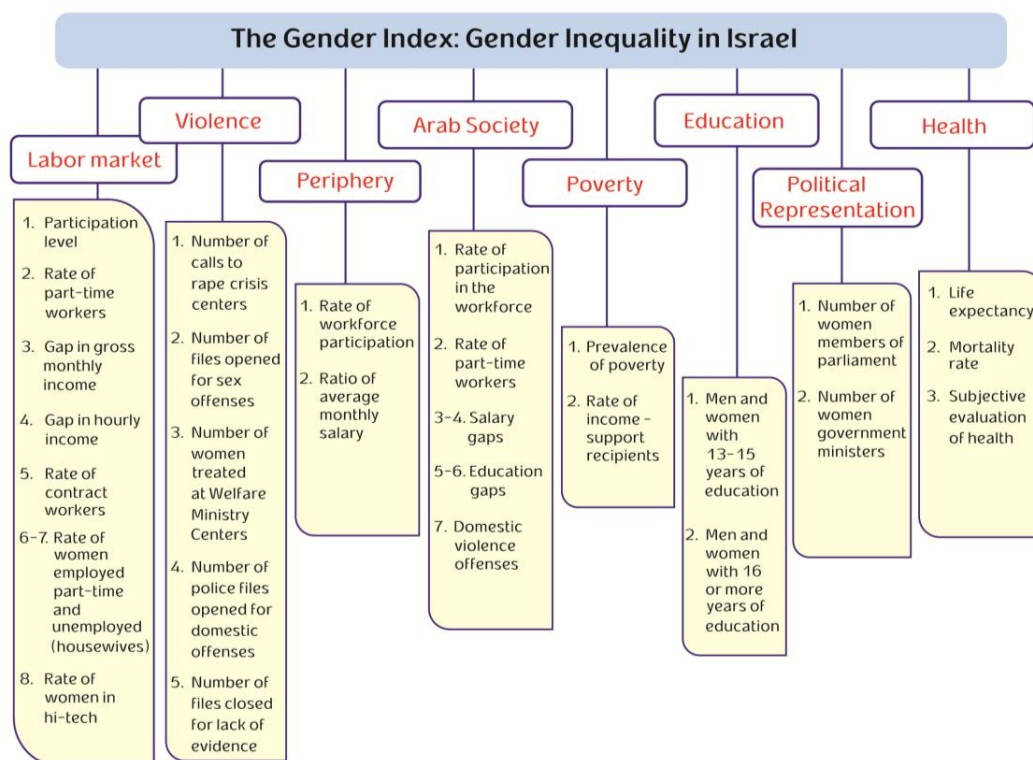 The Gender Index: Gender Inequality in Israel
Labor market
1. Participation
level
2. Rate of
part-time
workers
3. Gap in gross
monthly
income
4. Gap in hourly
income
5. Rate of
contract
workers
6-7. Rate of
women
employed
part-time
and
unemployed
(housewives)
8. Rate of
women in
hi-tech
Violence
1. Number of
calls to
rape crisis
centers
2. Number of
files opened
for sex
offenses
3. Number of
women
treated
at Welfare
Ministry
Centers
4. Number of
police files
opened for
domestic
offenses
5. Number of
files closed
for lack of
evidence
Periphery
1. Rate of
workforce
participation
2. Ratio of
average
monthly
salary
Arab Society
1. Rate of
participation
in the
workforce
2. Rate of
part-time
workers
3-4. Salary
gaps
5-6. Education
gaps
7. Domestic
violence
offenses
Poverty
1. Prevalence
of poverty
2. Rate of
income -
support
recipients
Education
1. Men and
women
with
13-15
years of
education
2. Men and
women
with 16
or more
years of
education
Political
Representation
1. Number of
women
members of
parliament
2. Number of
women
government
ministers
Health
1. Life
expectancy
2. Mortality
rate
3. Subjective
evaluation
of health